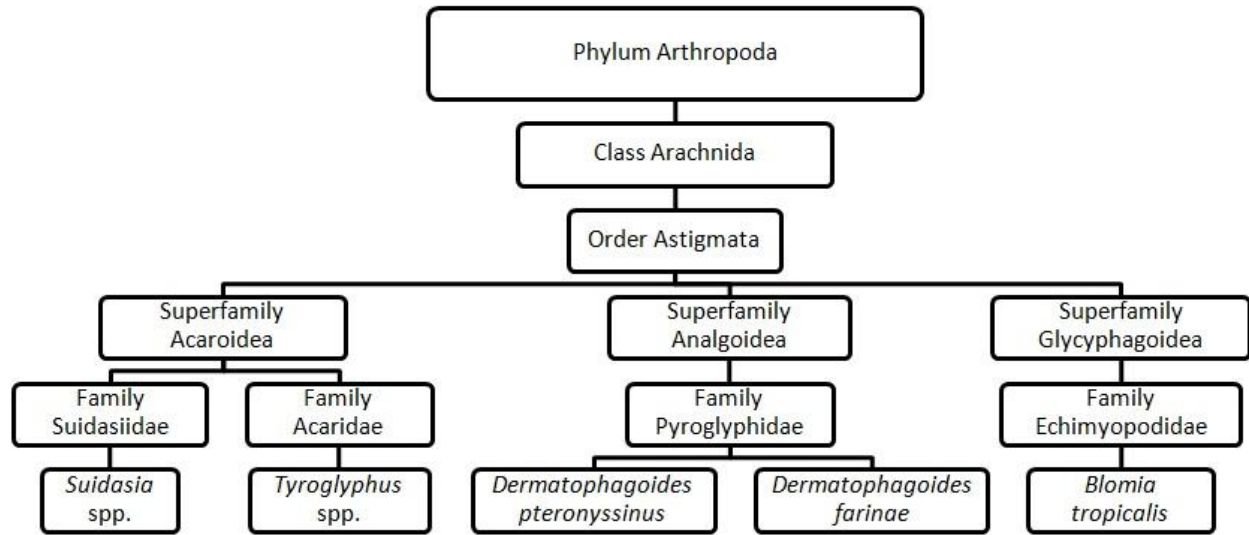 Phylum Arthropoda
Class Arachnida
Order Astigmata
Superfamily
Acaroidea
Superfamily
Analgoidea
Superfamily
Glycyphagoidea
Family
Suidasiidae
Family
Acaridae
Family
Pyroglyphidae
Family
Echimyopodidae
Suidasia
spp.
Tyroglyphus
spp.
Dermatophagoides
pteronyssinus
Dermatophagoides
farinae
Blomia
tropicalis